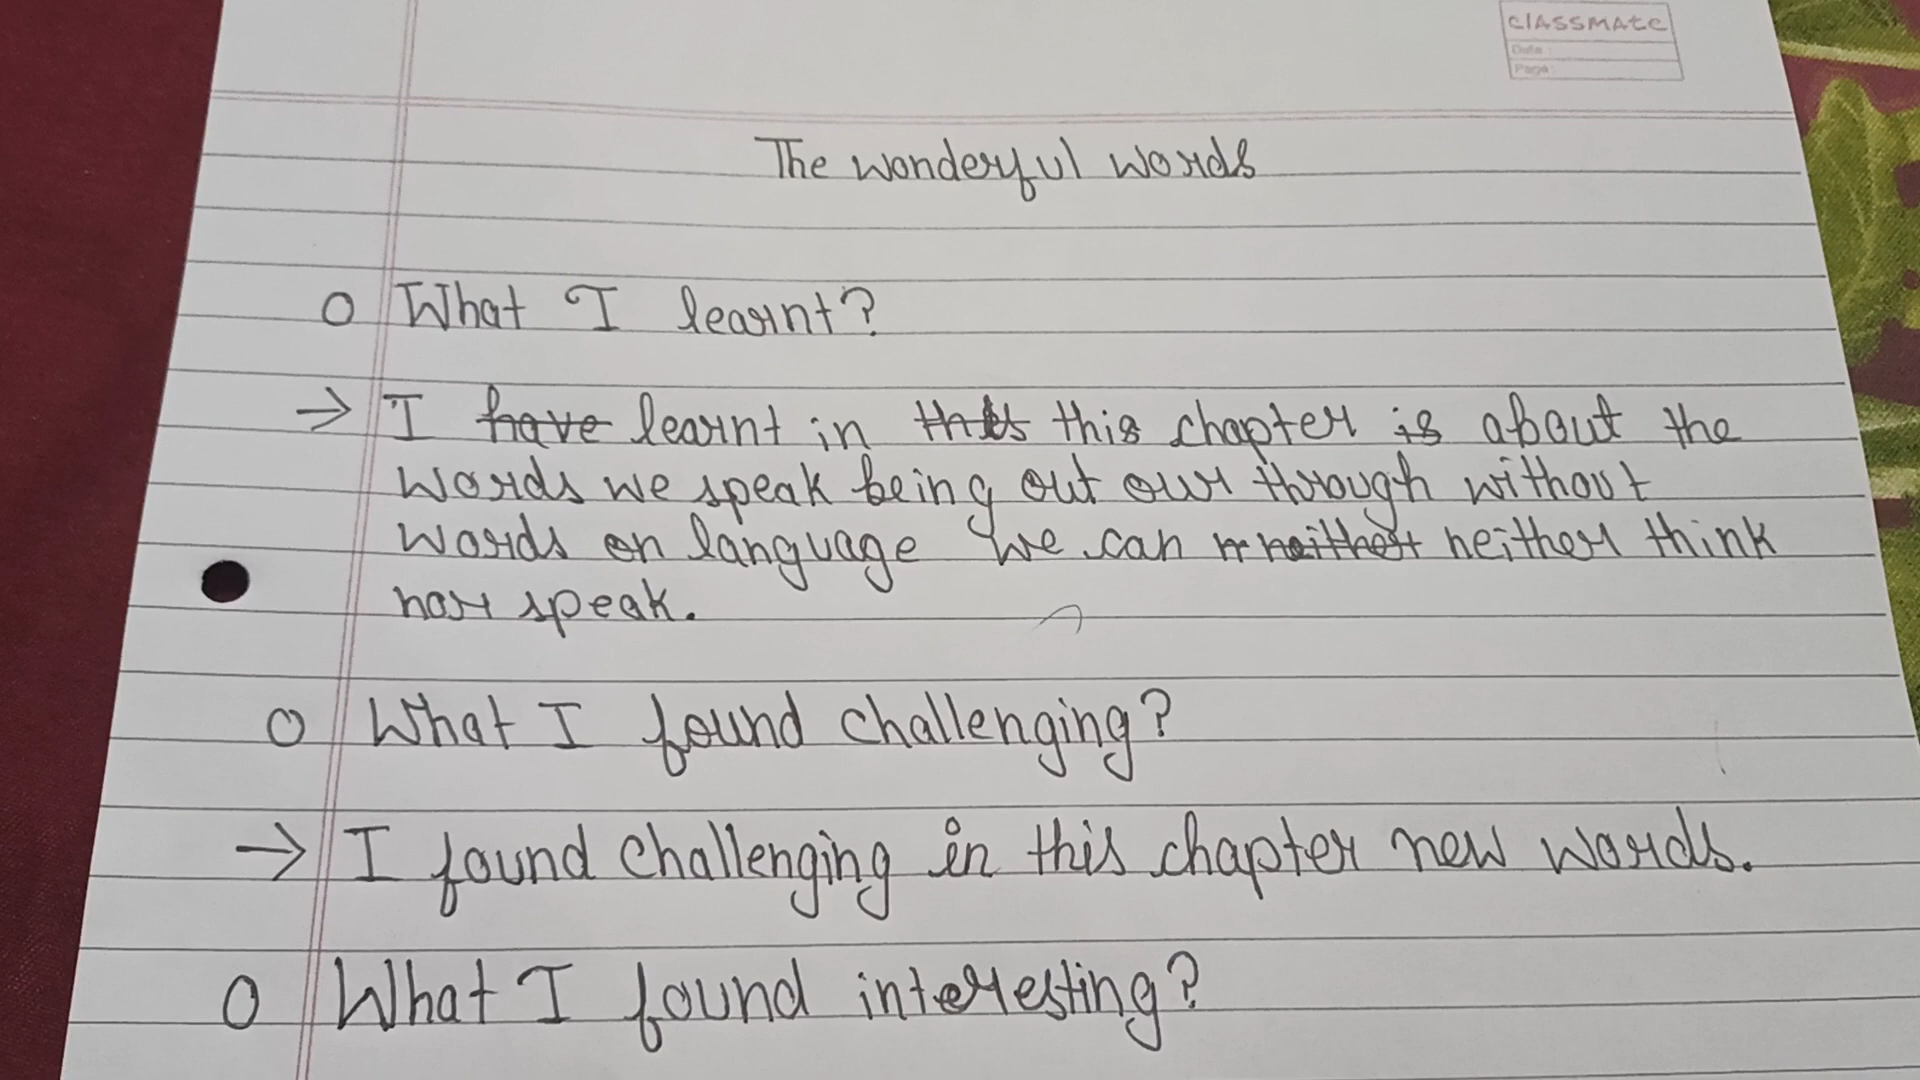 classmate
Date
Page
The wonderful words
O What I learnt?
→ I have learnt in this this chapter is about the
words we speak being out our through without
words on language we can neither neither think
nor speak.
O What I found challenging?
→ I found challenging in this chapter new words.
O What I found interesting?